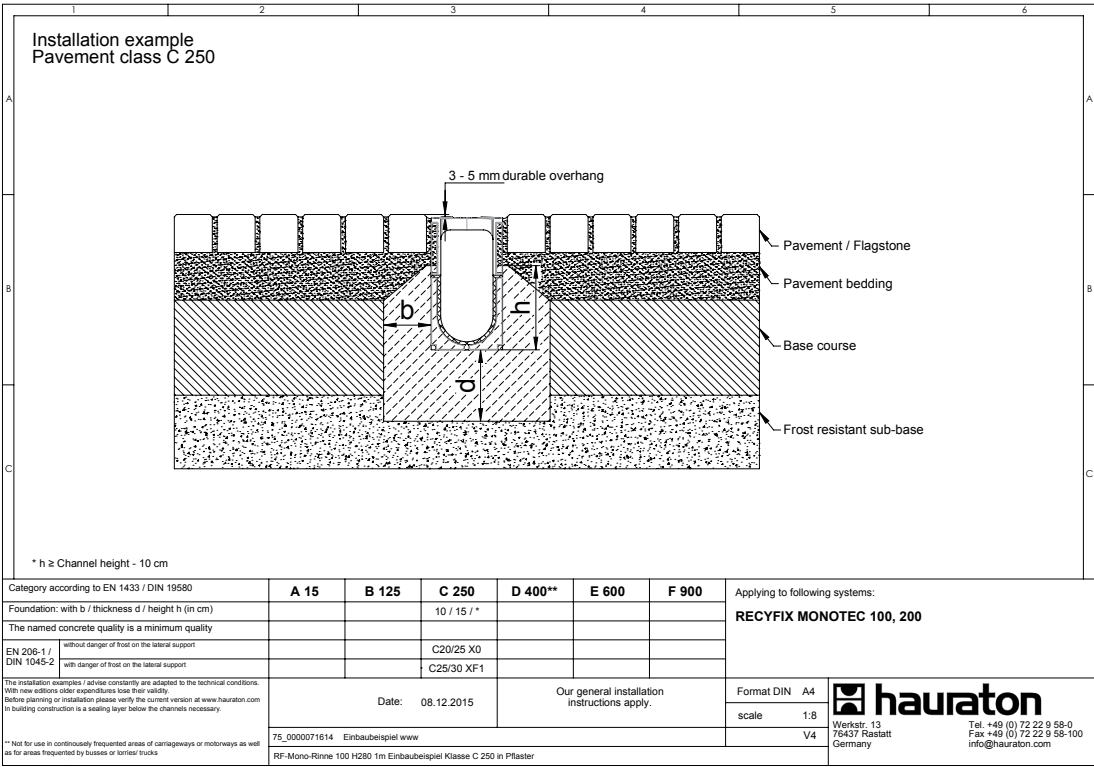 1 2 3 4 5 6
Installation example
Pavement class C 250
A
A
3 - 5 mm durable overhang
Pavement / Flagstone
Pavement bedding
B
B
b
h
Base course
d
Frost resistant sub-base
C
C
* h ≥ Channel height - 10 cm
Category according to EN 1433 / DIN 19580 A 15 B 125 C 250 D 400** E 600 F 900
Foundation: with b / thickness d / height h (in cm) 10 / 15 / *
The named concrete quality is a minimum quality
EN 206-1 /
DIN 1045-2
without danger of frost on the lateral support C20/25 X0
with danger of frost on the lateral support C25/30 XF1
Applying to following systems:
RECYFIX MONOTEC 100, 200
The installation examples / advise constantly are adapted to the technical conditions.
With new editions older expenditures lose their validity.
Before planning or installation please verify the current version at www.hauraton.com
In building construction is a sealing layer below the channels necessary.
** Not for use in continously frequented areas of carriageways or motorways as well
as for areas frequented by busses or lorries/ trucks
Date: 08.12.2015
Our general installation
instructions apply.
75_0000071614 Einbaubeispiel www
V4
RF-Mono-Rinne 100 H280 1m Einbaubeispiel Klasse C 250 in Pflaster
Format DIN A4
scale 1:8
hauraton
Werkstr. 13
76437 Rastatt
Germany
Tel. +49 (0) 72 22 9 58-0
Fax +49 (0) 72 22 9 58-100
info@hauraton.com